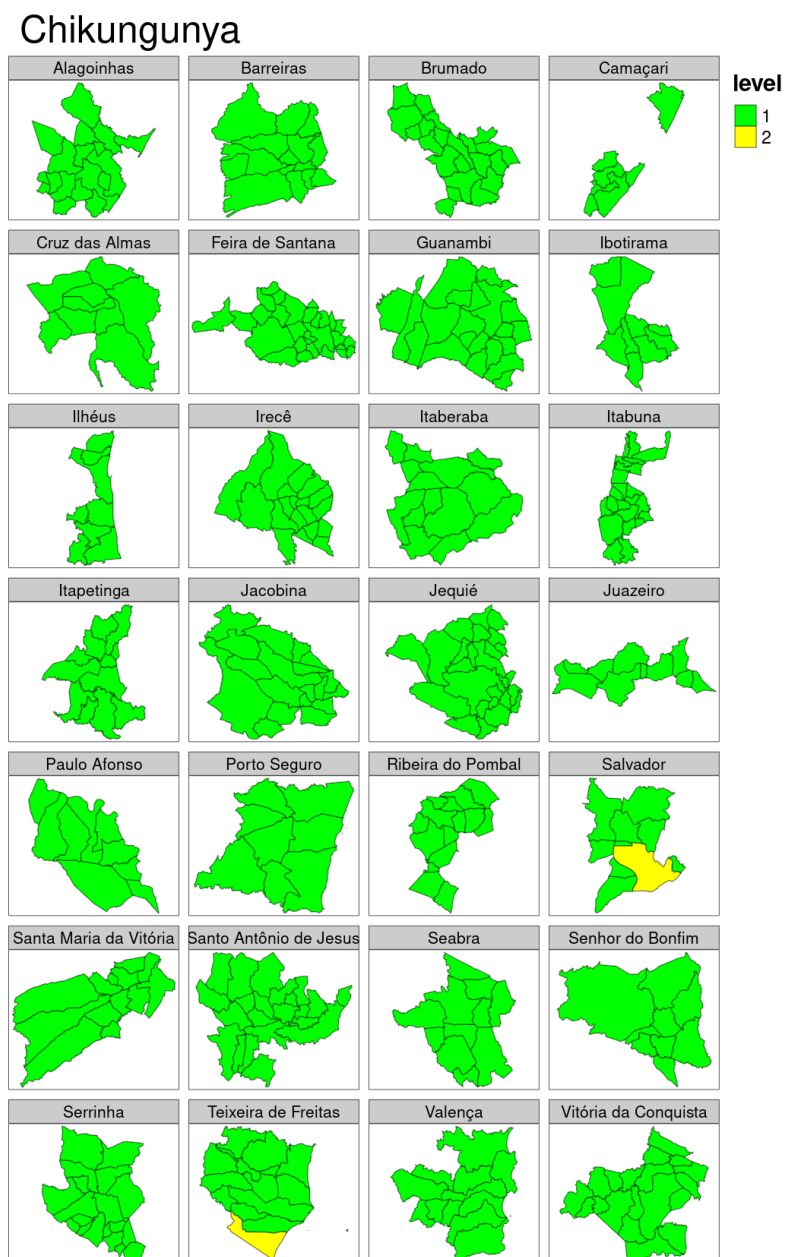 Chikungunya
Alagoinhas
Barreiras
Brumado
Camaçari
level
1
2
Cruz das Almas
Feira de Santana
Guanambi
Ibotirama
Ilhéus
Irecê
Itaberaba
Itabuna
Itapetinga
Jacobina
Jequié
Juazeiro
Paulo Afonso
Porto Seguro
Ribeira do Pombal
Salvador
Santa Maria da Vitória
Santo Antônio de Jesus
Seabra
Senhor do Bonfim
Serrinha
Teixeira de Freitas
Valença
Vitória da Conquista